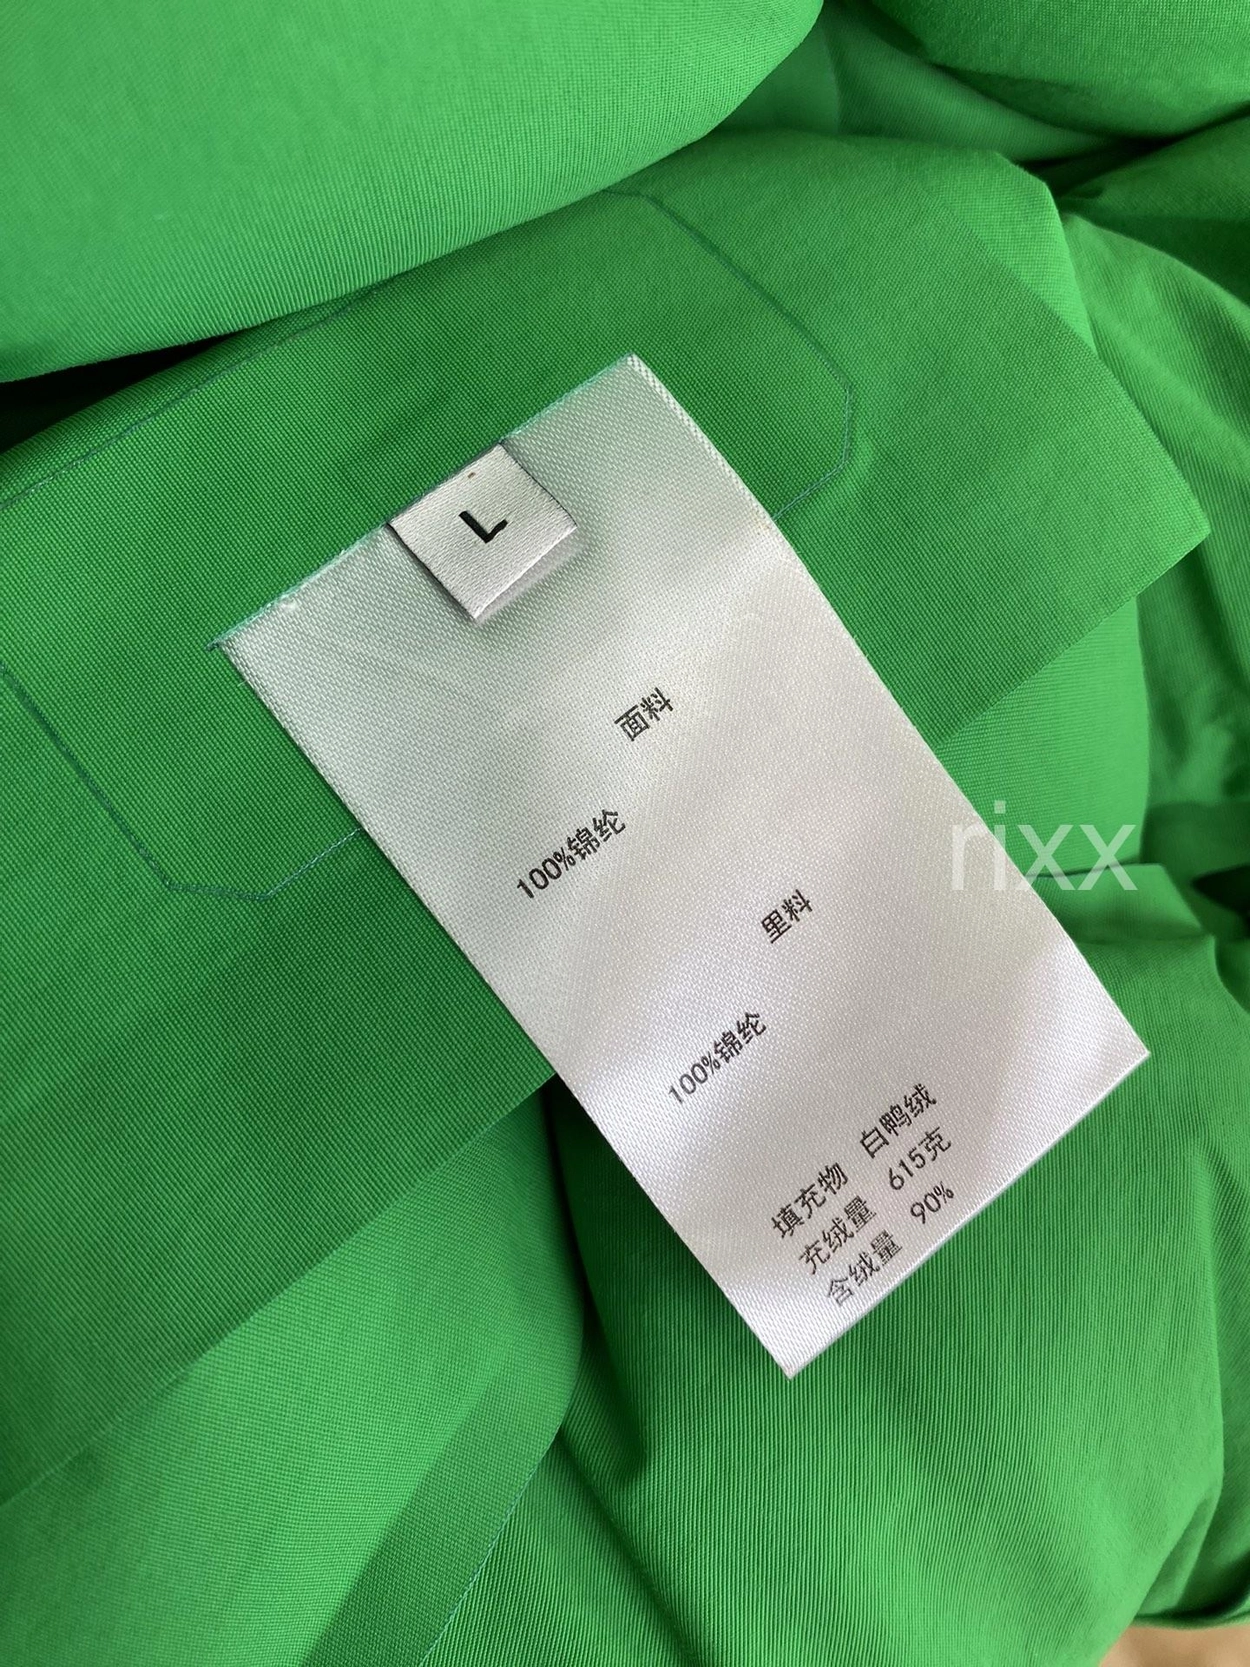 L
面料
100%锦纶
里料
100%锦纶
填充物 白鸭绒
充绒量 615克
含绒量 90%
rixx